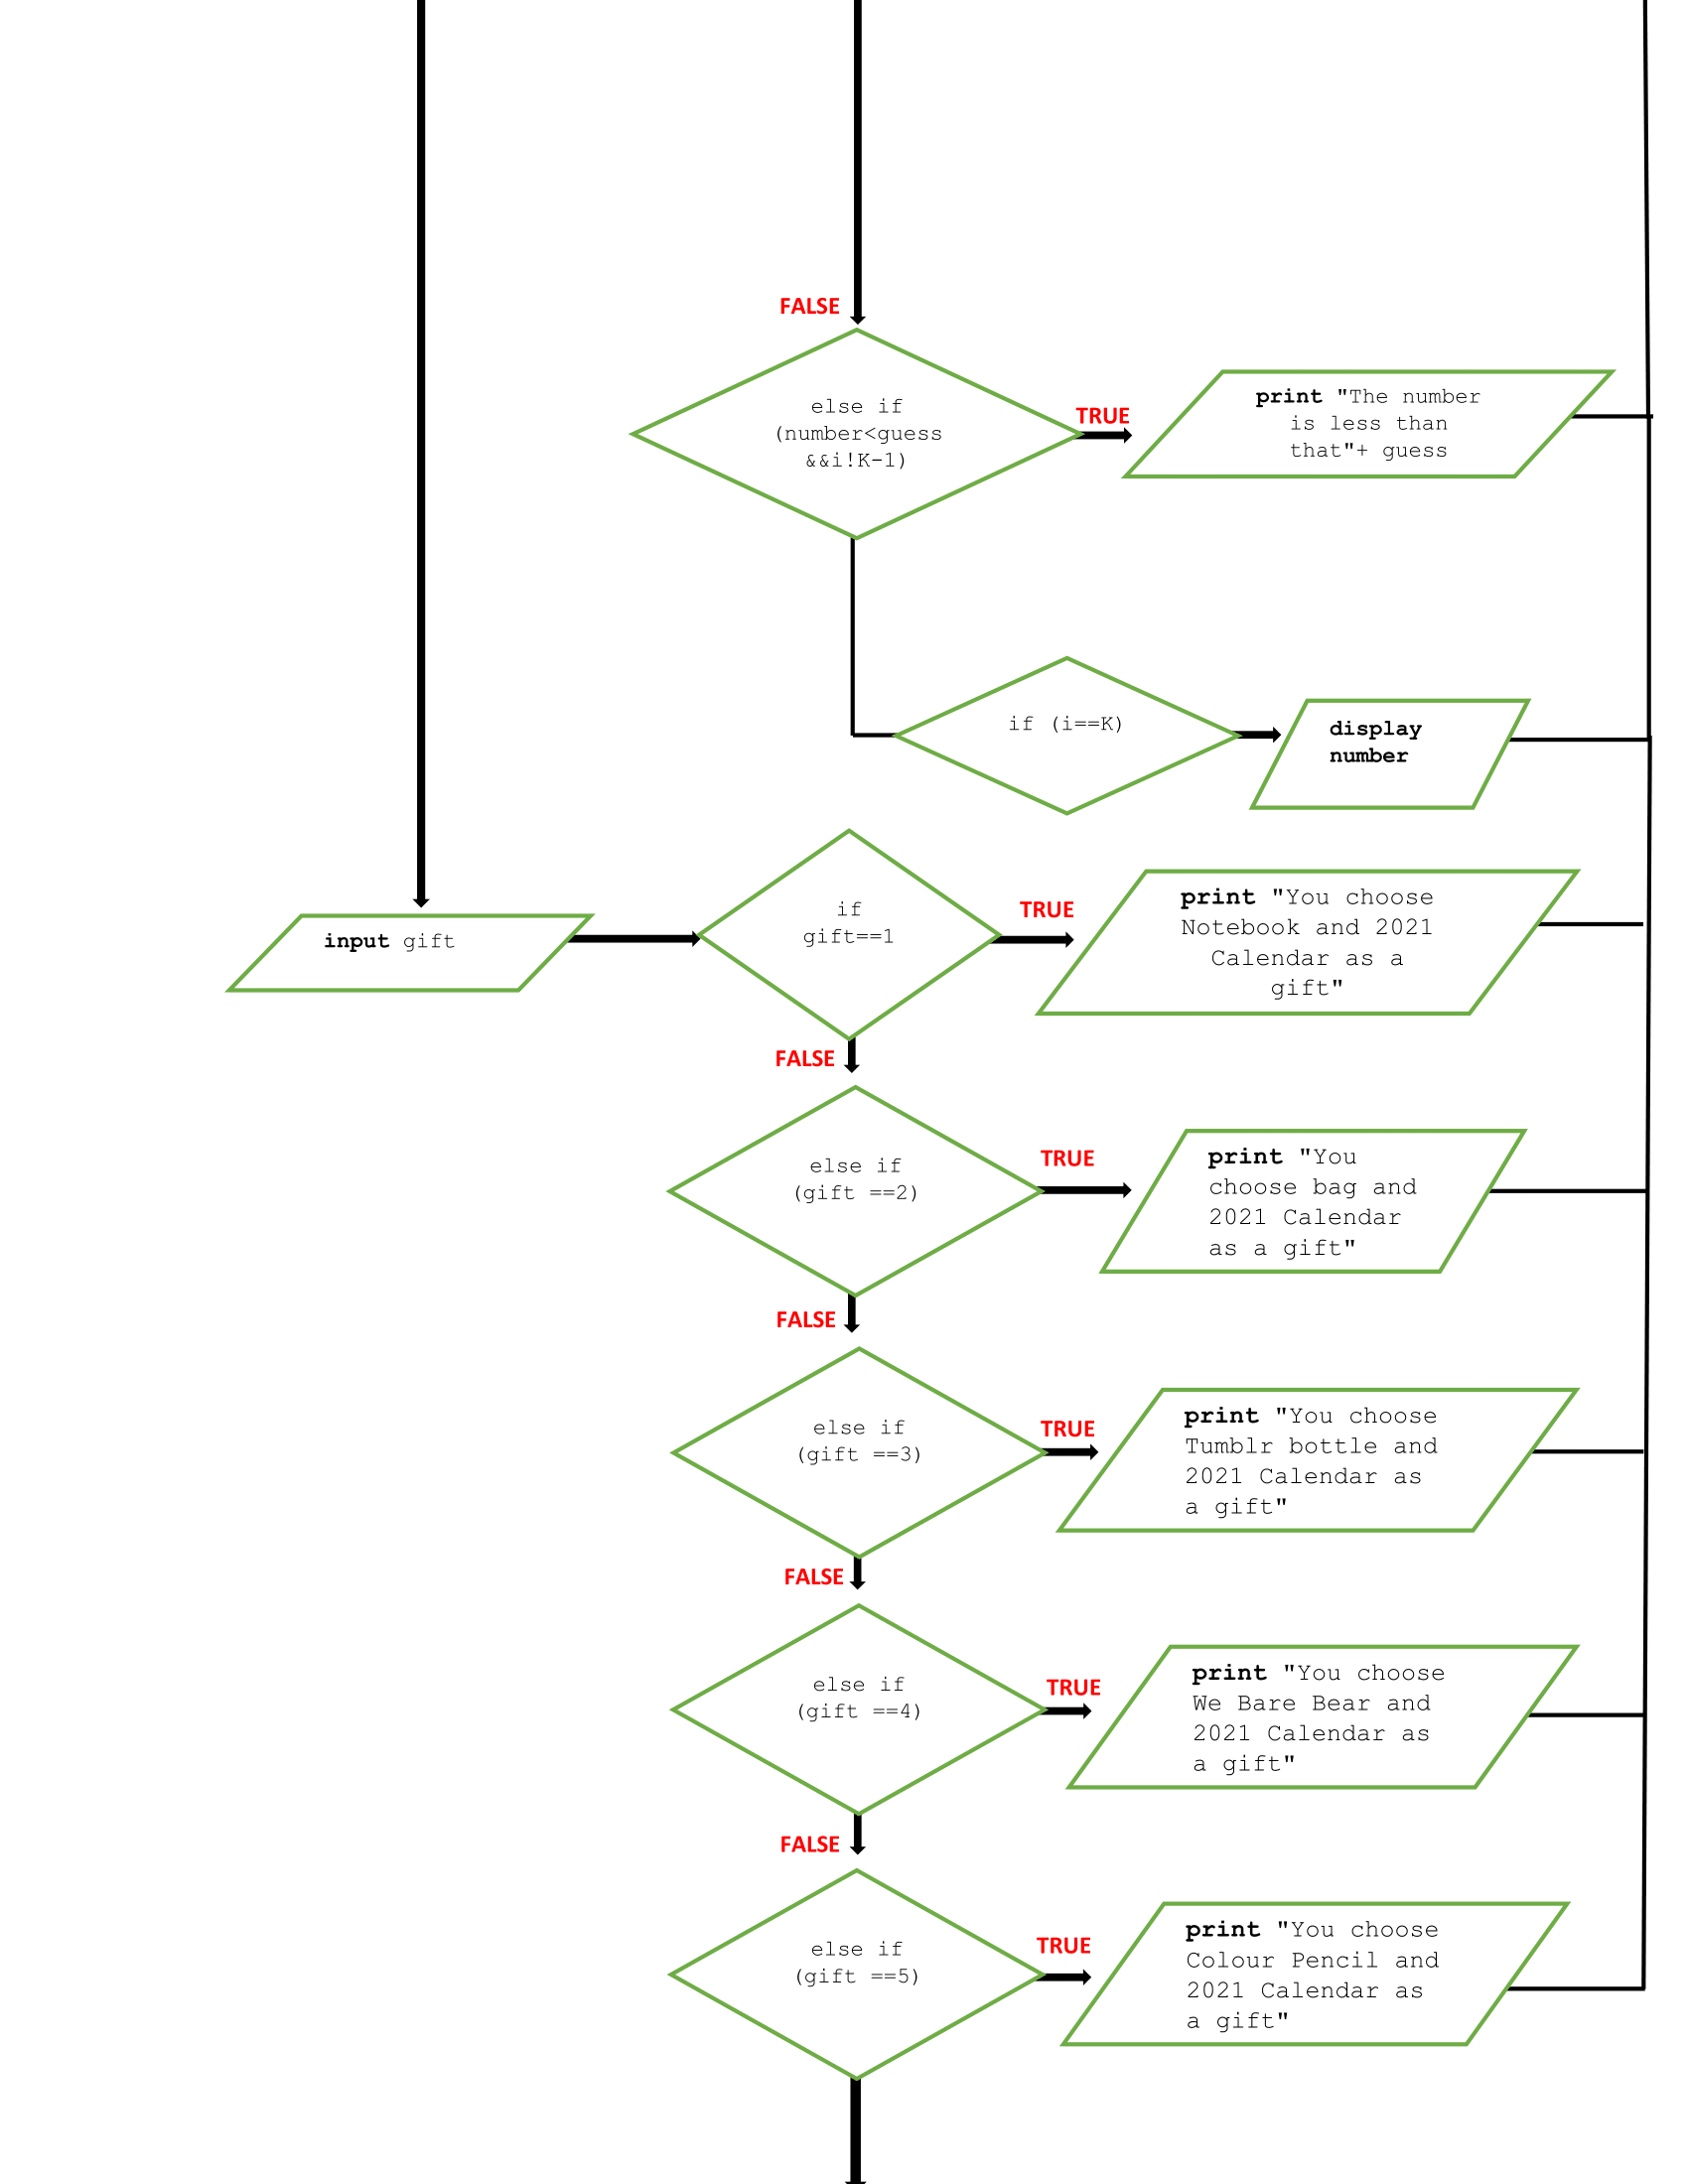 FALSE
else if
(number<guess
&&i!K-1)
TRUE
print "The number
is less than
that"+ guess
if (i==K)
display
number
input gift
if
gift==1
TRUE
print "You choose
Notebook and 2021
Calendar as a
gift"
FALSE
else if
(gift ==2)
TRUE
print "You
choose bag and
2021 Calendar
as a gift"
FALSE
else if
(gift ==3)
TRUE
print "You choose
Tumblr bottle and
2021 Calendar as
a gift"
FALSE
else if
(gift ==4)
TRUE
print "You choose
We Bare Bear and
2021 Calendar as
a gift"
FALSE
else if
(gift ==5)
TRUE
print "You choose
Colour Pencil and
2021 Calendar as
a gift"